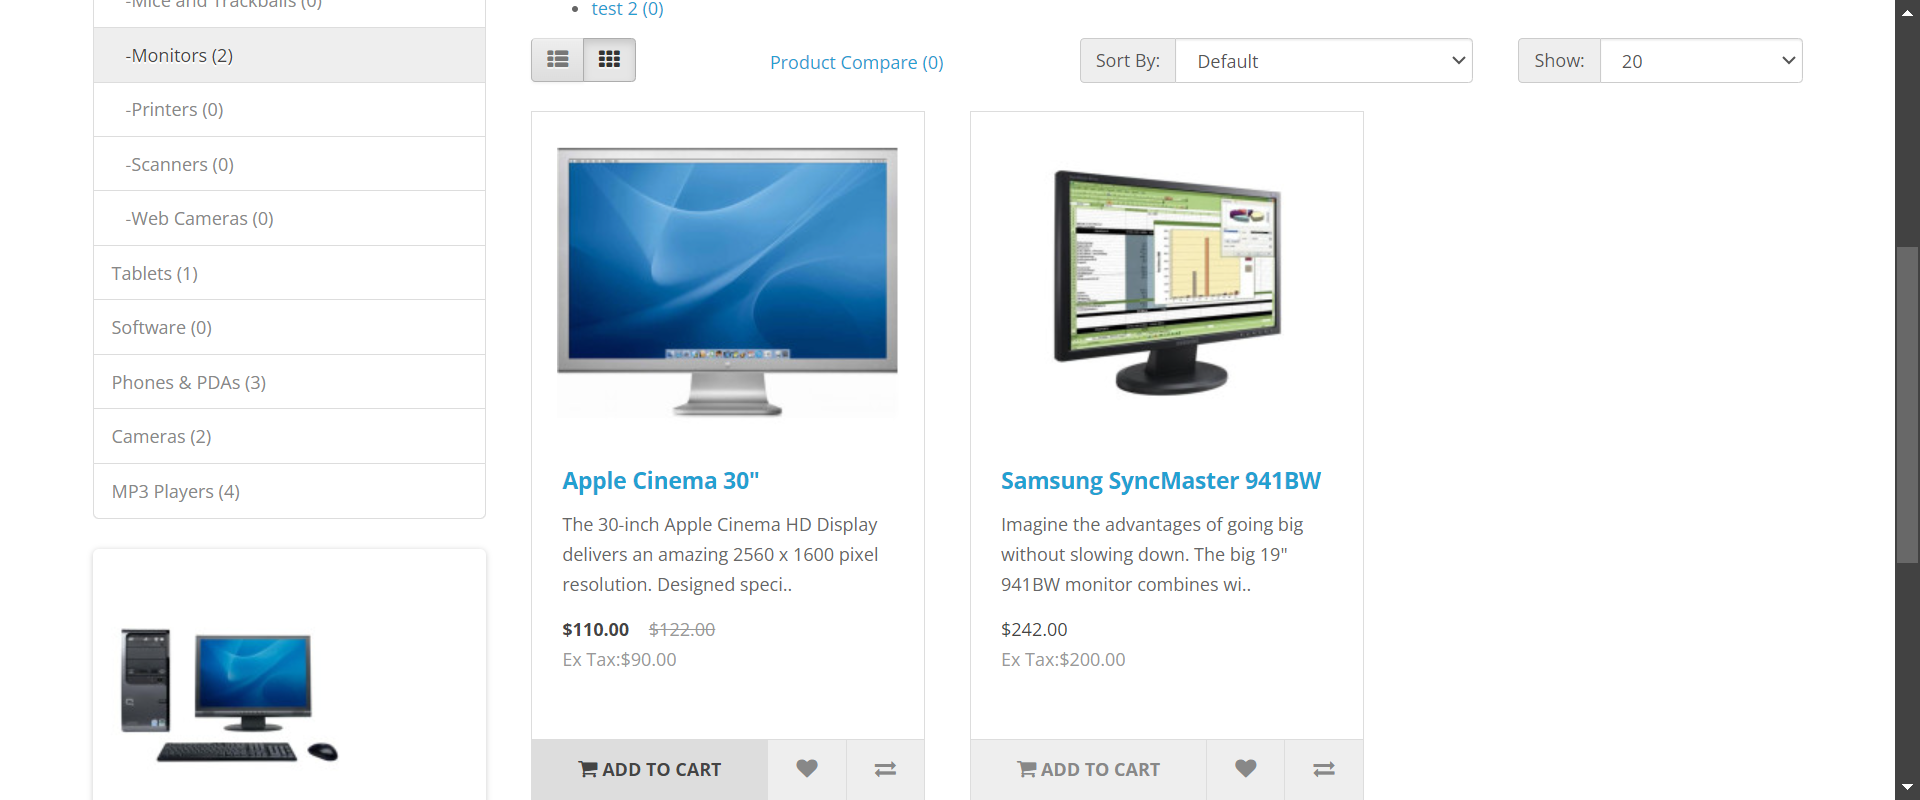 -Mice and Trackballs (0)
-Monitors (2)
-Printers (0)
-Scanners (0)
-Web Cameras (0)
Tablets (1)
Software (0)
Phones & PDAs (3)
Cameras (2)
MP3 Players (4)
test 2 (0)
Product Compare (0)
Sort By: Default
Show: 20
Apple Cinema 30"
The 30-inch Apple Cinema HD Display
delivers an amazing 2560 x 1600 pixel
resolution. Designed speci..
$110.00 $122.00
Ex Tax:$90.00
ADD TO CART
Samsung SyncMaster 941BW
Imagine the advantages of going big
without slowing down. The big 19"
941BW monitor combines wi..
$242.00
Ex Tax:$200.00
ADD TO CART